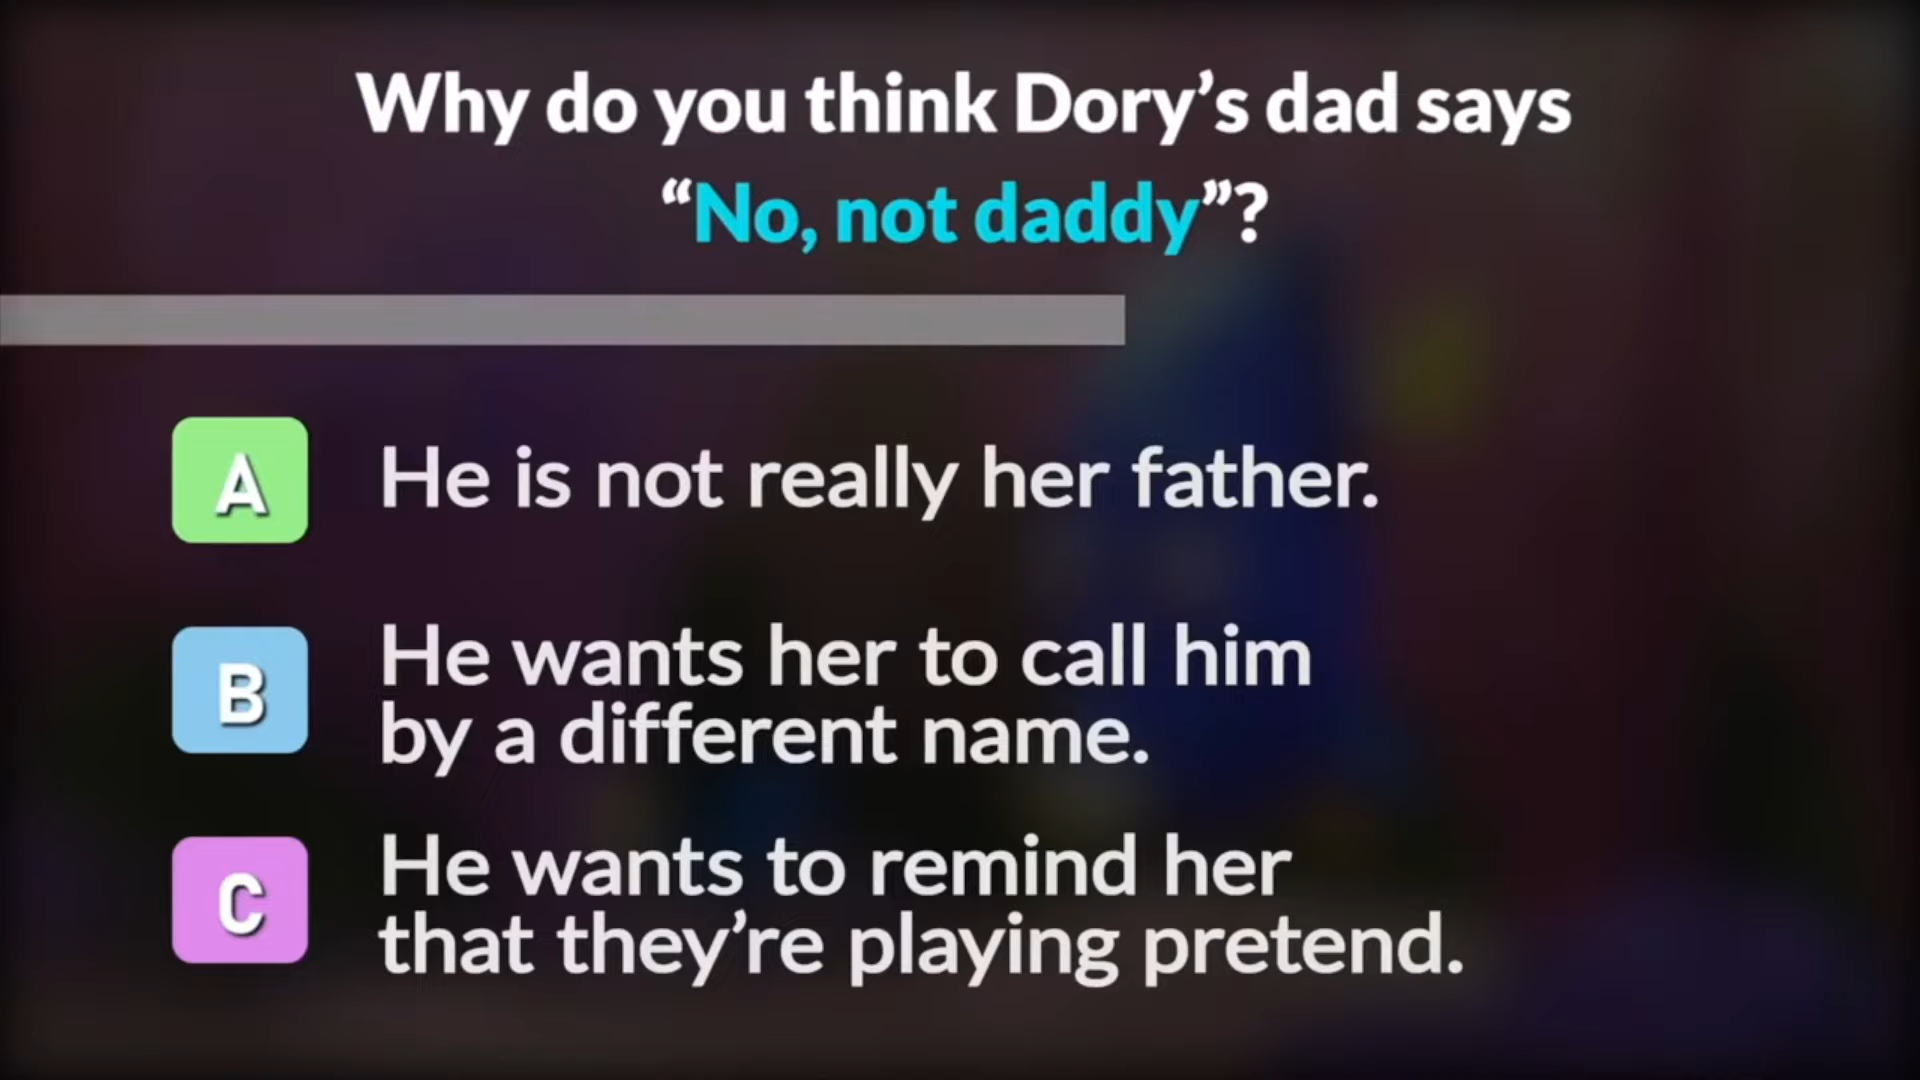 Why do you think Dory’s dad says
“No, not daddy”?
A
He is not really her father.
B
He wants her to call him
by a different name.
C
He wants to remind her
that they’re playing pretend.